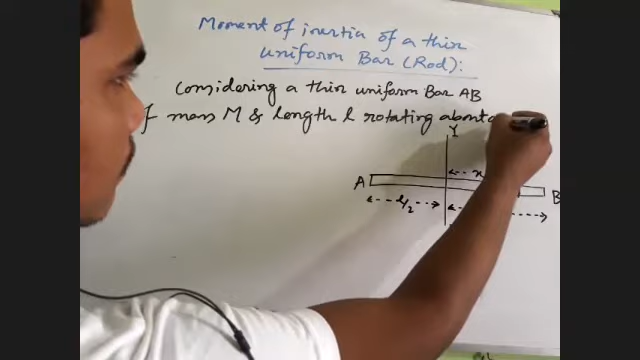 Moment of inertia of a thin
uniform Bar (Rod):
Considering a thin uniform Bar AB
of mass M & length l rotating about a
Y
A
x
B
l/2